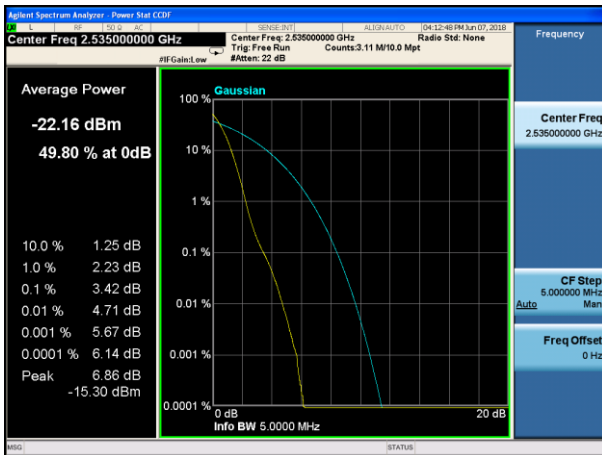 Agilent Spectrum Analyzer - Power Stat CCDF
L RF 50 Ω AC SENSE:INT ALIGN AUTO 04:12:48 PM Jun 07, 2018
Center Freq 2.535000000 GHz
Center Freq: 2.535000000 GHz Radio Std: None
Trig: Free Run Counts:3.11 M/10.0 Mpt
#IFGain:Low #Atten: 22 dB
Frequency
Average Power
-22.16 dBm
49.80 % at 0dB
10.0 % 1.25 dB
1.0 % 2.23 dB
0.1 % 3.42 dB
0.01 % 4.71 dB
0.001 % 5.67 dB
0.0001 % 6.14 dB
Peak 6.86 dB
-15.30 dBm
Gaussian
100 %
10 %
1 %
0.1 %
0.01 %
0.001 %
0.0001 %
0 dB 20 dB
Info BW 5.0000 MHz
Center Freq
2.535000000 GHz
CF Step
5.000000 MHz
Auto Man
Freq Offset
0 Hz
MSG STATUS